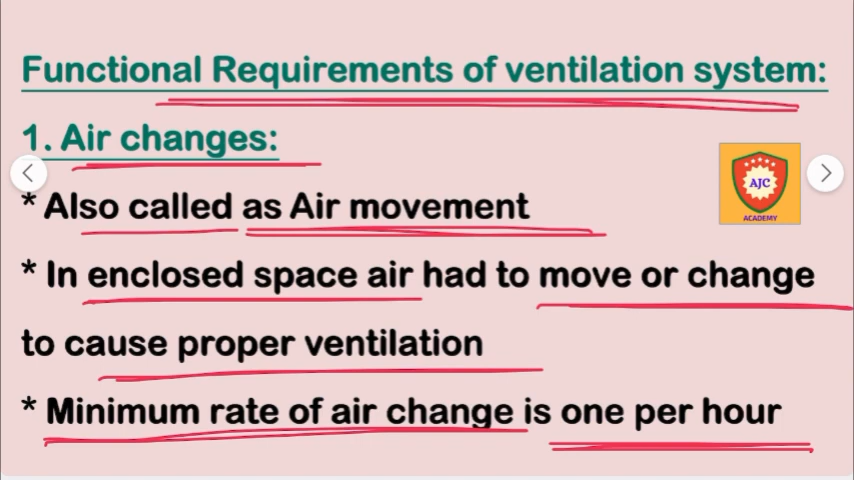 Functional Requirements of ventilation system:
1. Air changes:
* Also called as Air movement
AJC
ACADEMY
* In enclosed space air had to move or change
to cause proper ventilation
* Minimum rate of air change is one per hour